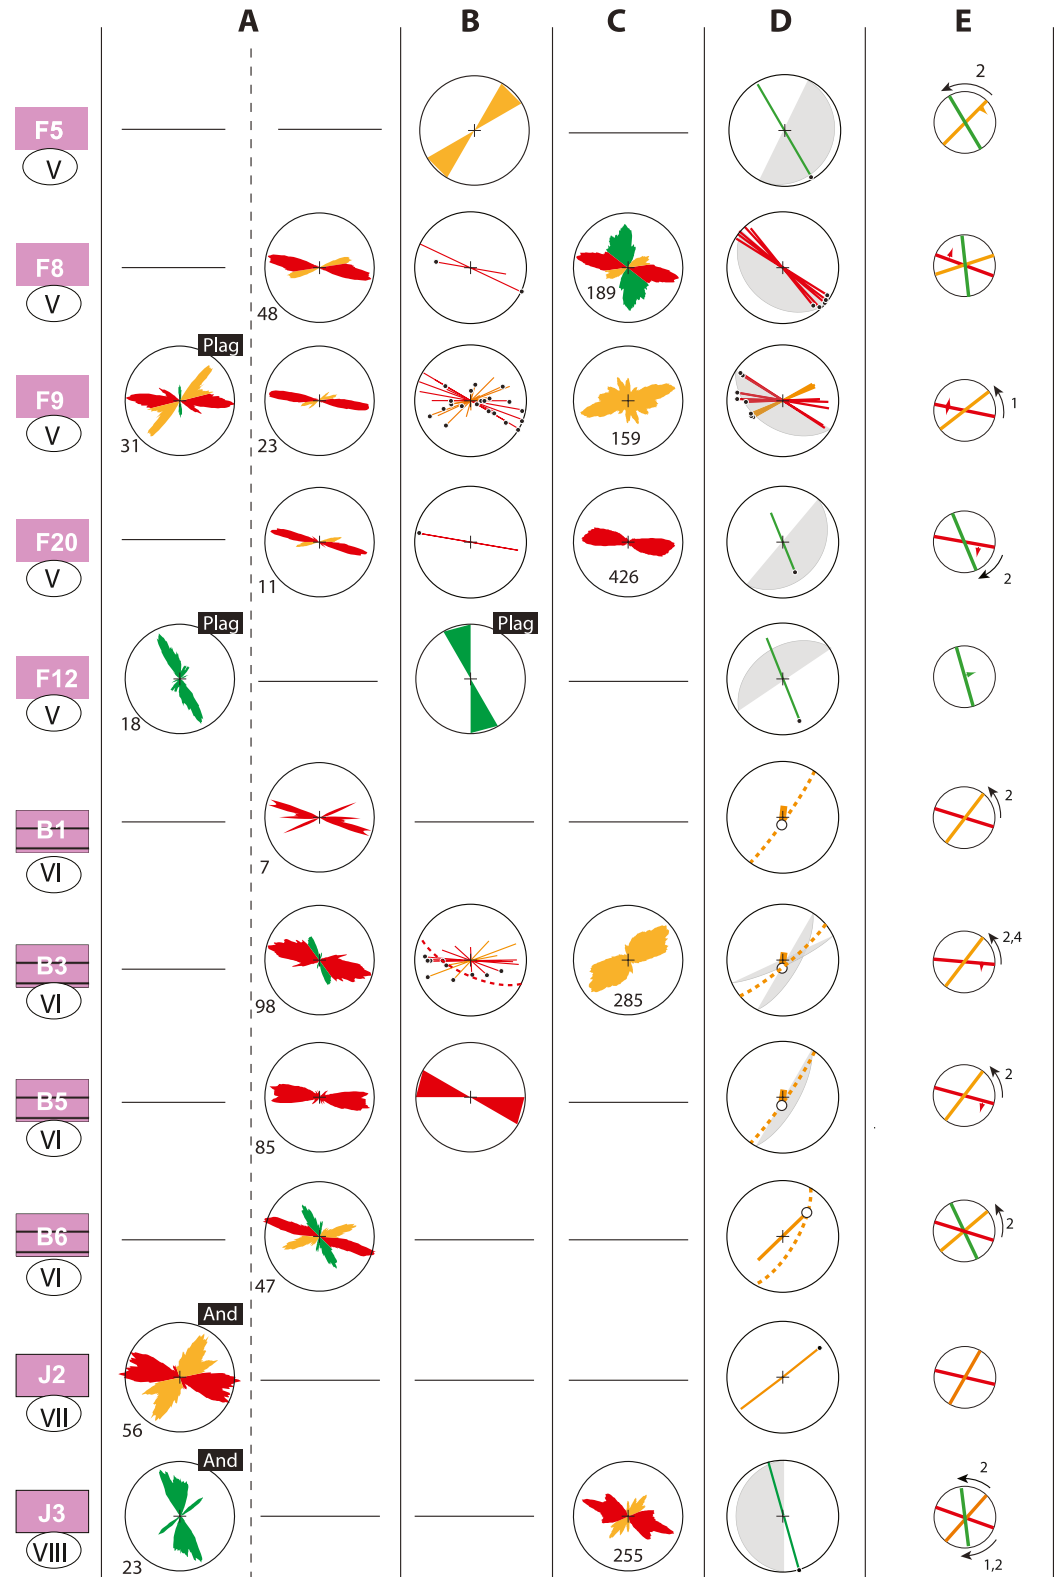 A B C D E
F5
V
2
F8
V
48
189
F9
V
Plag
31
23
159
1
F20
V
11
426
2
F12
V
Plag
18
Plag
B1
VI
7
2
B3
VI
98
285
2,4
B5
VI
85
2
B6
VI
47
2
J2
VII
And
56
J3
VIII
And
23
255
2
1,2